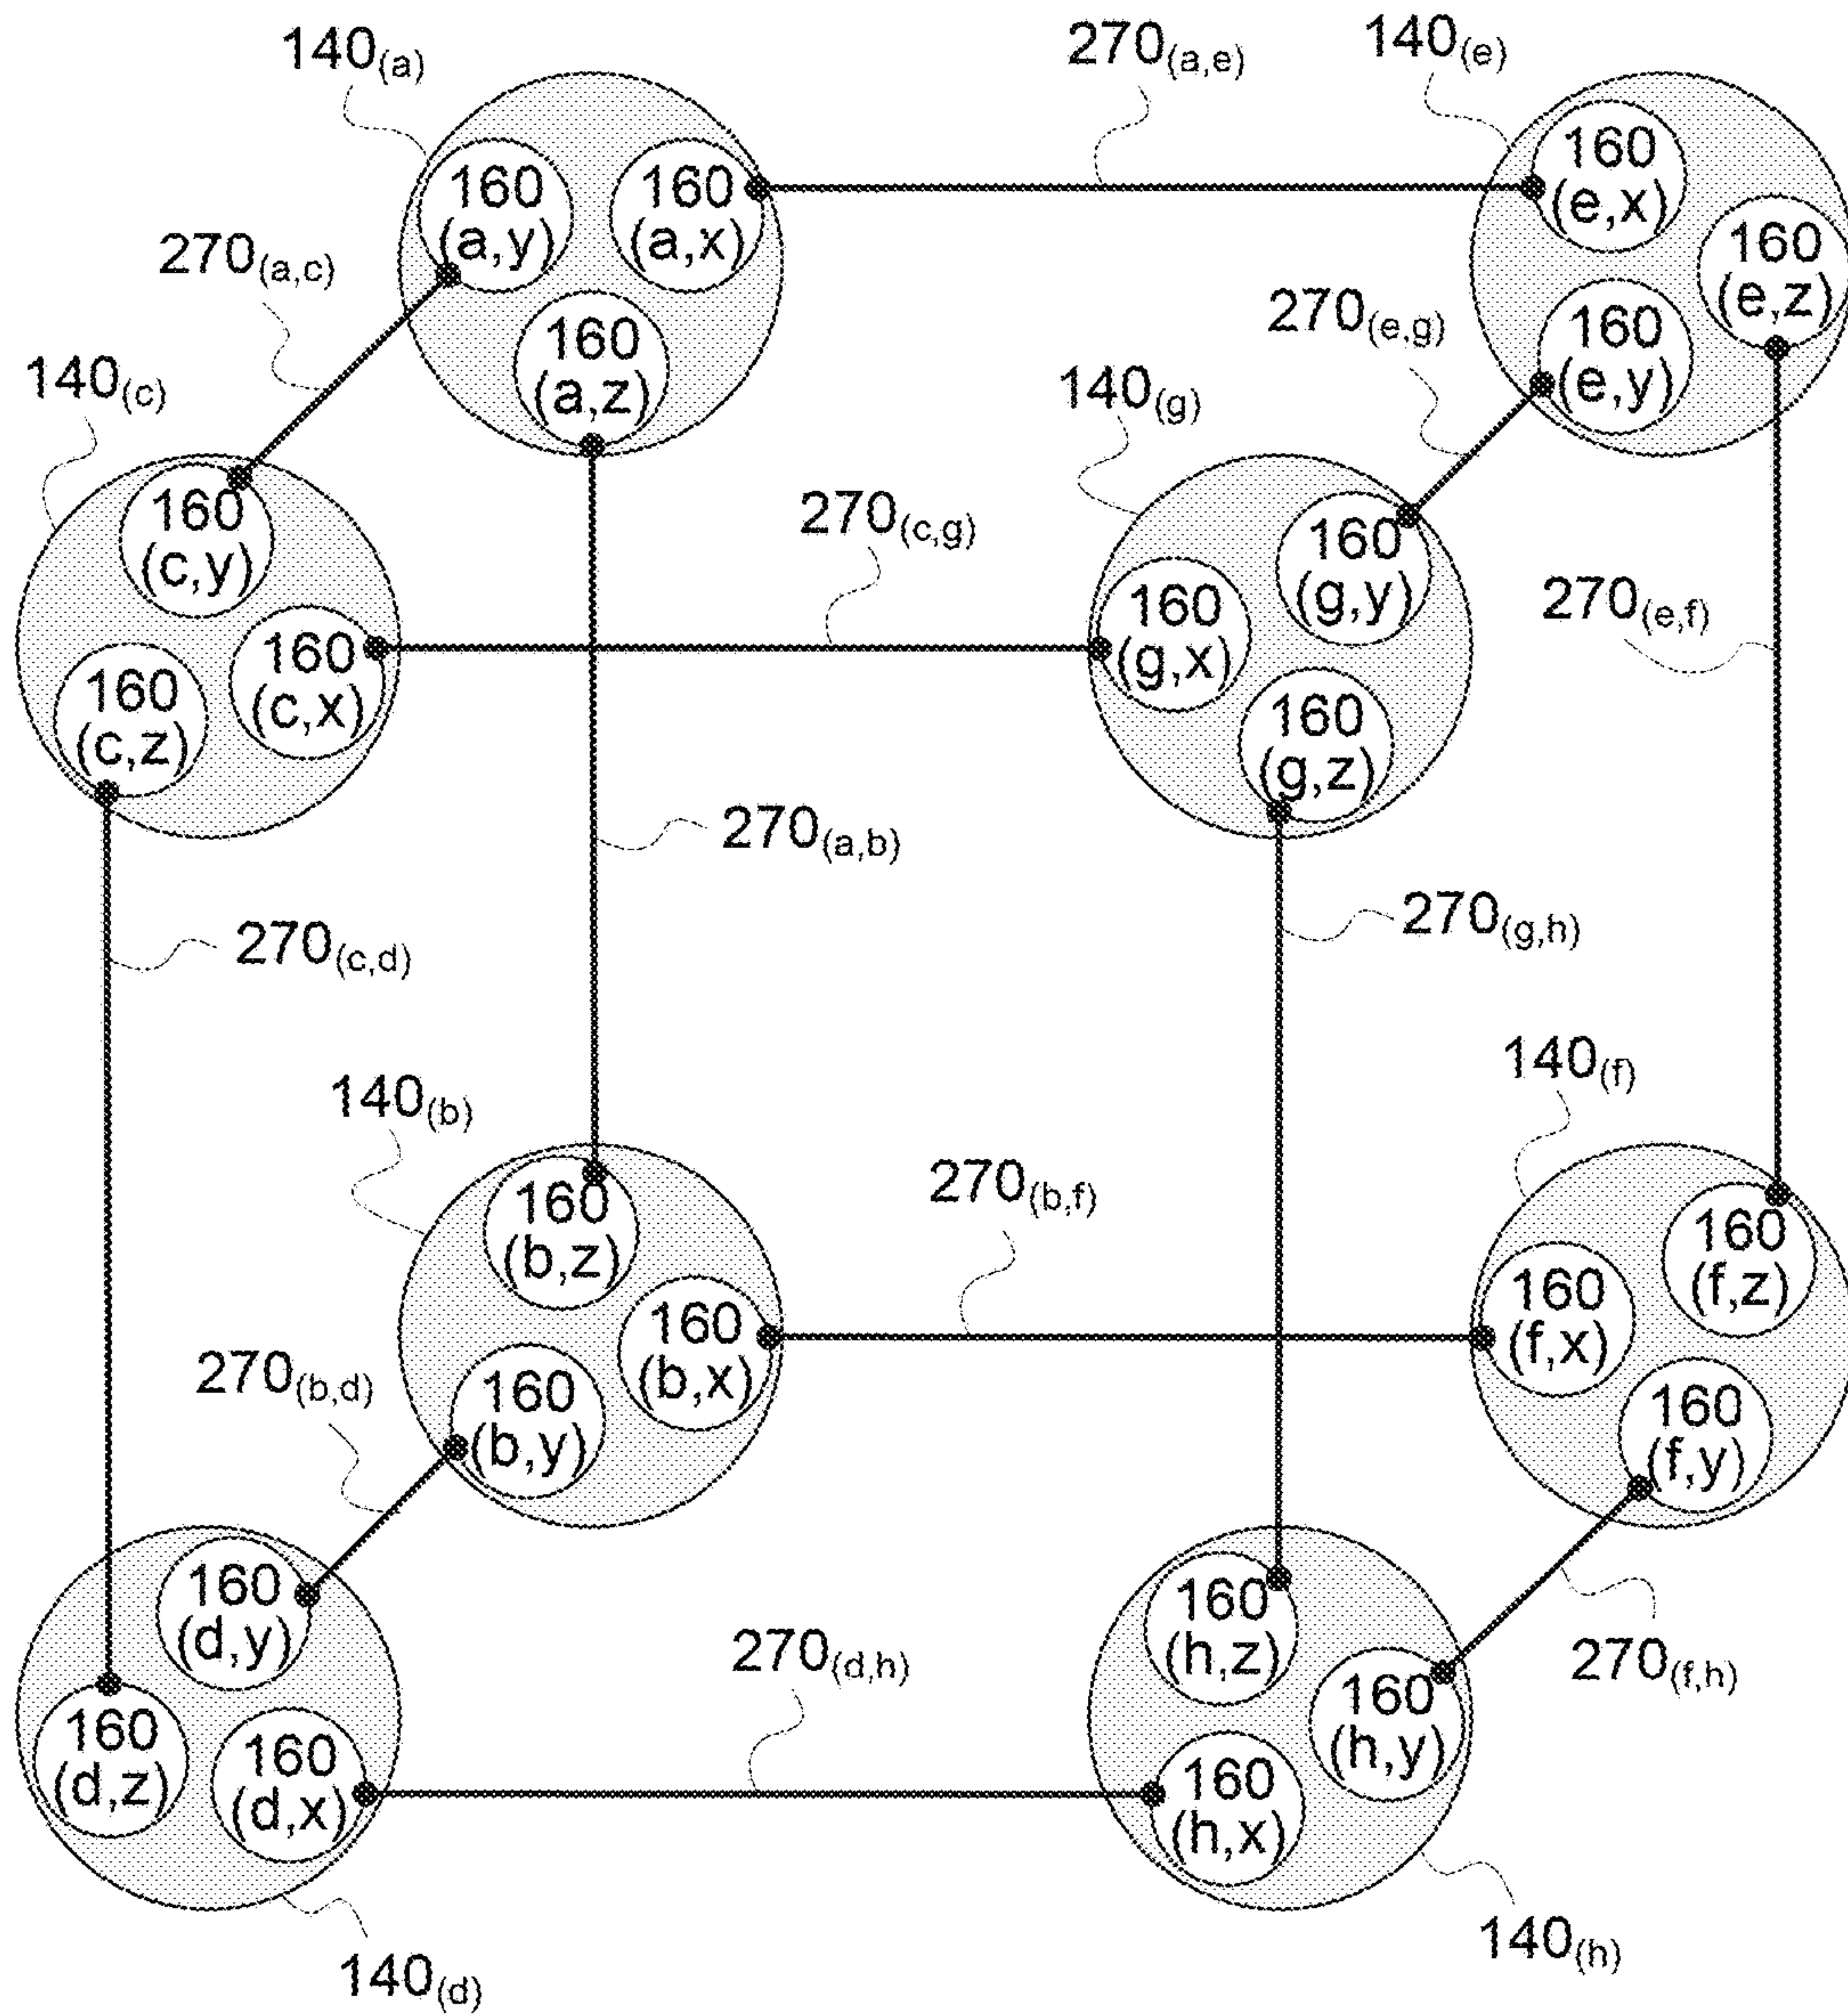 140(a)
270(a,e)
140(e)
160
(a,y)
160
(a,x)
160
(a,z)
160
(e,x)
160
(e,z)
160
(e,y)
270(a,c)
270(e,g)
140(c)
140(g)
160
(c,y)
160
(c,x)
160
(c,z)
270(c,g)
160
(g,y)
160
(g,x)
160
(g,z)
270(e,f)
270(a,b)
270(c,d)
270(g,h)
140(b)
140(f)
160
(b,z)
160
(b,x)
160
(b,y)
270(b,f)
160
(f,z)
160
(f,x)
160
(f,y)
270(b,d)
160
(d,y)
160
(d,z)
160
(d,x)
270(d,h)
160
(h,z)
160
(h,y)
160
(h,x)
270(f,h)
140(d)
140(h)